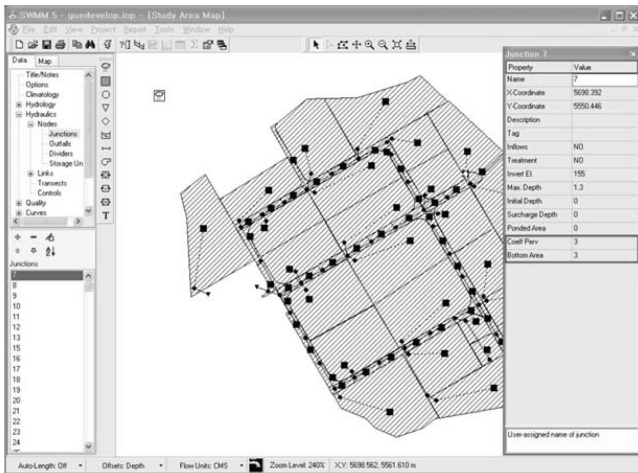 SWMM 5 - guedevelop.inp - [Study Area Map]
File Edit View Project Report Tools Window Help
Data Map
Title/Notes
Options
Climatology
Hydrology
Hydraulics
Nodes
Junctions
Outfalls
Dividers
Storage Un
Links
Transects
Controls
Quality
Curves
Junctions
7
8
9
10
11
12
13
14
15
16
17
18
19
20
21
22
23
24
T
Junction 7
Property Value
Name 7
X-Coordinate 5698.392
Y-Coordinate 5550.446
Description
Tag
Inflows NO
Treatment NO
Invert El. 155
Max. Depth 1.3
Initial Depth 0
Surcharge Depth 0
Ponded Area 0
Coeff Perv 3
Bottom Area 3
User-assigned name of junction
Auto-Length: Off Offsets: Depth Flow Units: CMS Zoom Level: 240% X,Y: 5698.562, 5561.610 m